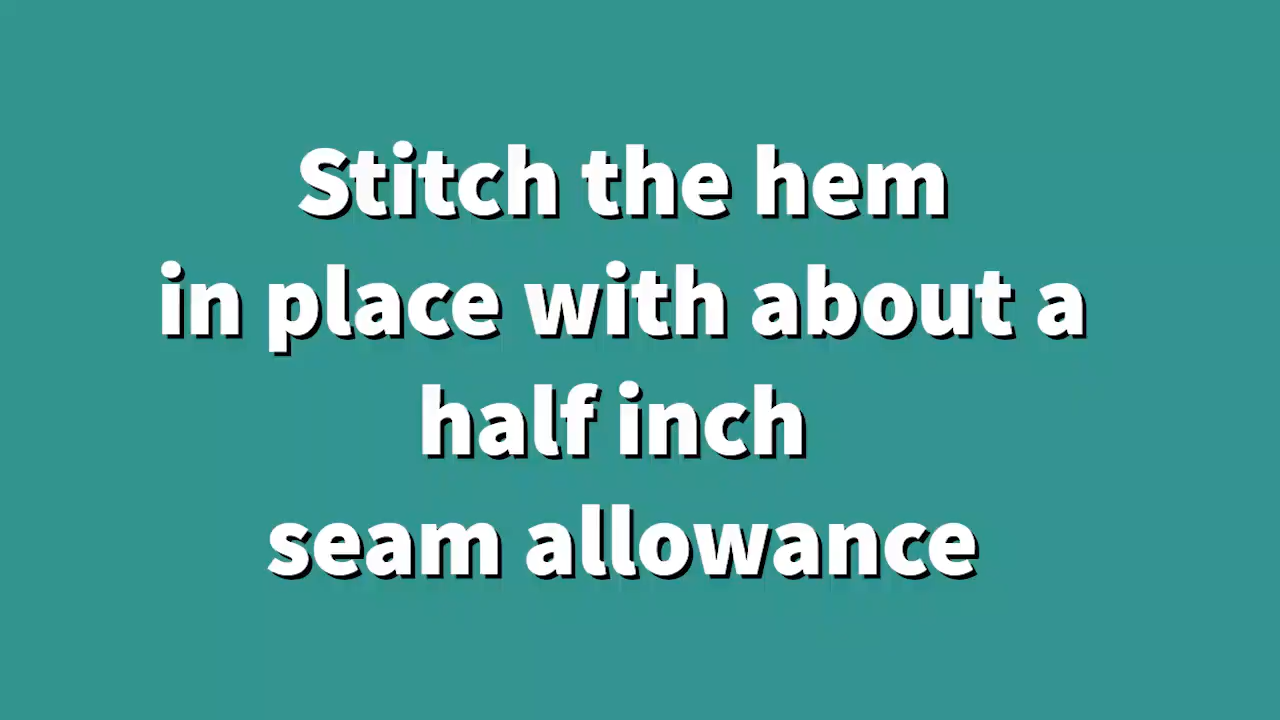 Stitch the hem
in place with about a
half inch
seam allowance